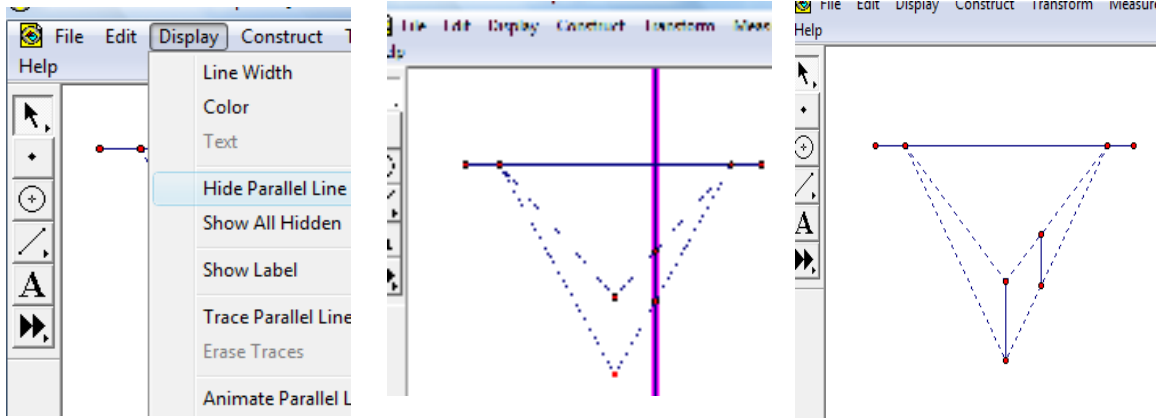 File Edit Display Construct T
Help
Line Width
Color
Text
Hide Parallel Line
Show All Hidden
Show Label
Trace Parallel Line
Erase Traces
Animate Parallel L
A
File Edit Display Construct Transform Meas
File Edit Display Construct Transform Measure
Help
A